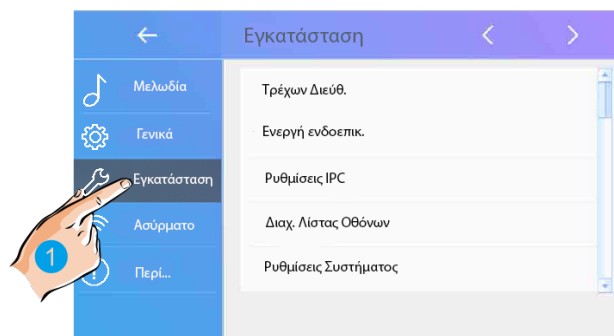 Εγκατάσταση
Μελωδία
Γενικά
Εγκατάσταση
Ασύρματο
Περί...
Τρέχων Διεύθ.
Ενεργή ενδοεπικ.
Ρυθμίσεις IPC
Διαχ. Λίστας Οθόνων
Ρυθμίσεις Συστήματος
1